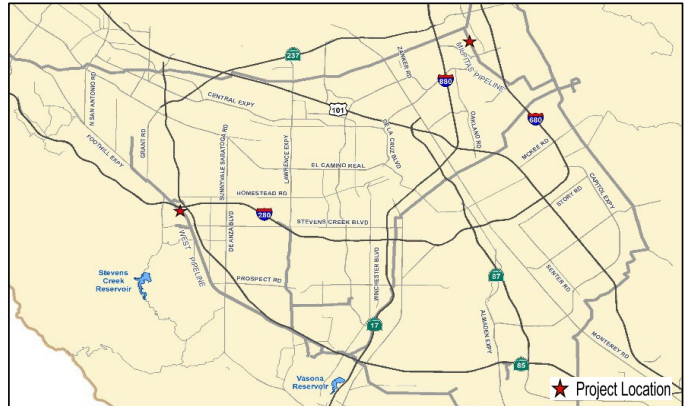 237
ZANKER RD
MILPITAS PIPELINE
880
N SAN ANTONIO RD
CENTRAL EXPY
101
OAKLAND RD
680
FOOTHILL EXPY
GRANT RD
SUNNYVALE SARATOGA RD
LAWRENCE EXPY
DE LA CRUZ BLVD
MCKEE RD
EL CAMINO REAL
CAPITOL EXPY
HOMESTEAD RD
STORY RD
280
DE ANZA BLVD
STEVENS CREEK BLVD
WEST PIPELINE
WINCHESTER BLVD
Stevens
Creek
Reservoir
PROSPECT RD
87
SENTER RD
17
ALMADEN EXPY
MONTEREY RD
85
Vasona
Reservoir
Project Location